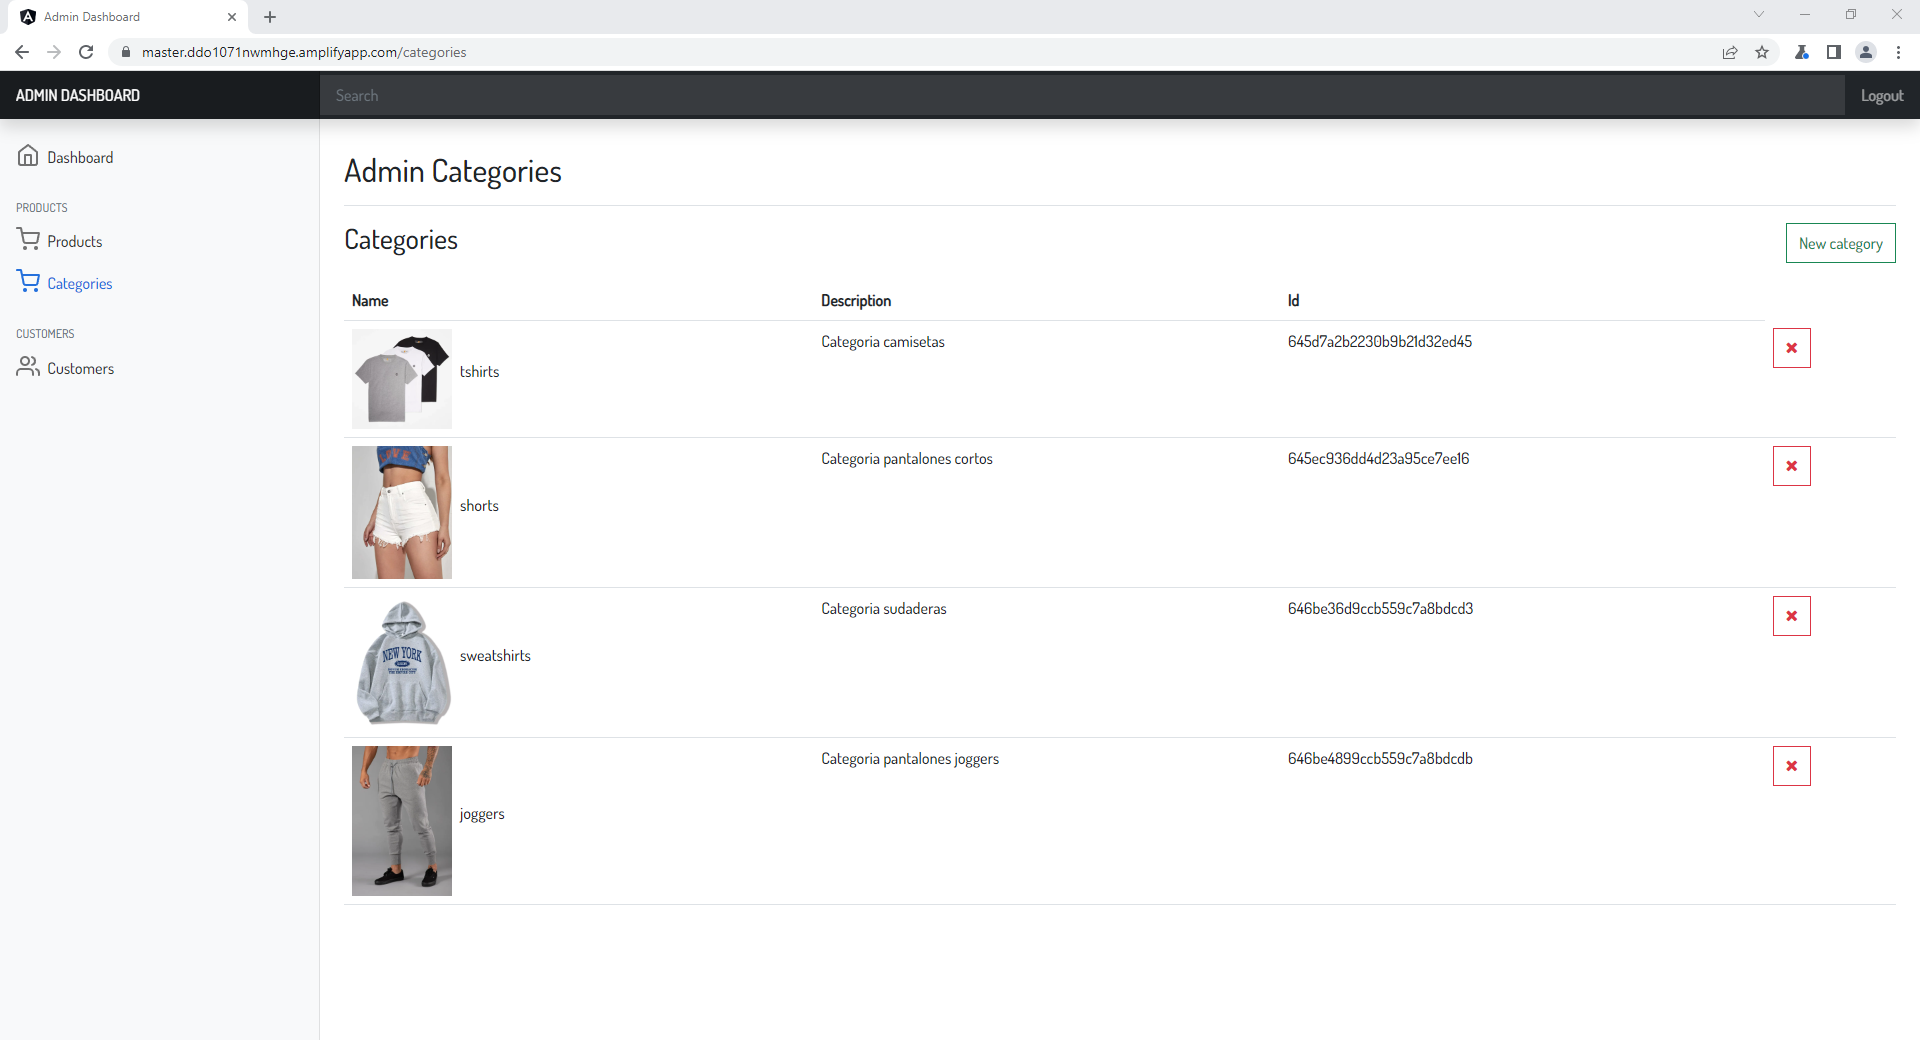 Admin Dashboard
master.ddo1071nwmhge.amplifyapp.com/categories
ADMIN DASHBOARD
Search
Logout
Dashboard
PRODUCTS
Products
Categories
CUSTOMERS
Customers
Admin Categories
Categories
New category
Name Description Id
tshirts Categoria camisetas 645d7a2b2230b9b21d32ed45
LOVE
shorts Categoria pantalones cortos 645ec936dd4d23a95ce7ee16
NEW YORK
sweatshirts Categoria sudaderas 646be36d9ccb559c7a8bdcd3
joggers Categoria pantalones joggers 646be4899ccb559c7a8bdcdb